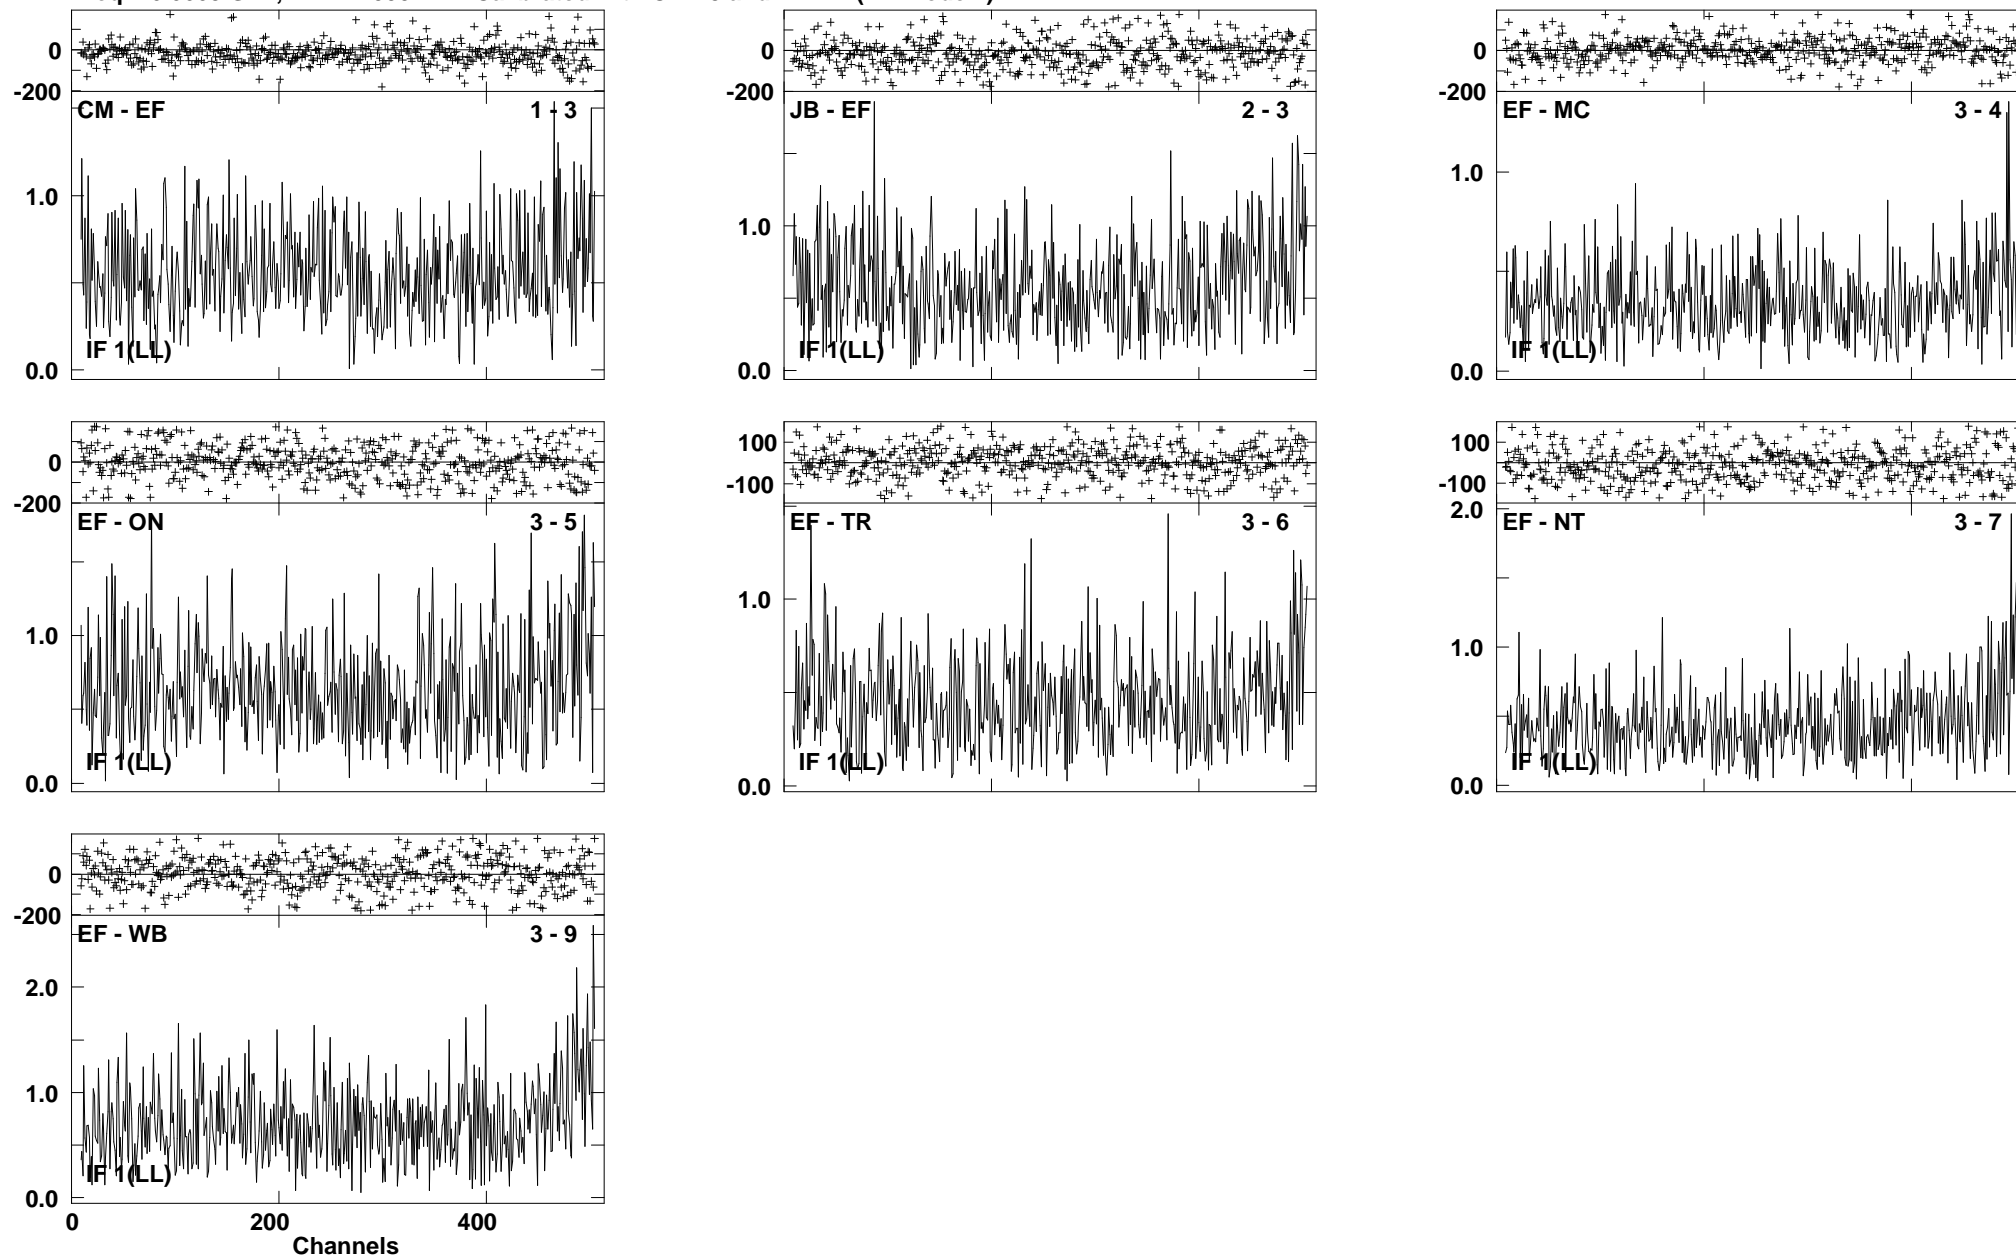 0 0 0
-200 -200 -200
CM - EF 1 - 3 JB - EF 2 - 3 EF - MC 3 - 4
1.0 1.0 1.0
IF 1(LL) IF 1(LL) IF 1(LL)
0.0 0.0 0.0
0 100 100
-200 -100 -100
2.0
EF - ON 3 - 5 EF - TR 3 - 6 EF - NT 3 - 7
1.0 1.0 1.0
IF 1(LL) IF 1(LL) IF 1(LL)
0.0 0.0 0.0
0
-200
EF - WB 3 - 9
2.0
1.0
IF 1(LL)
0.0
0 200 400
Channels